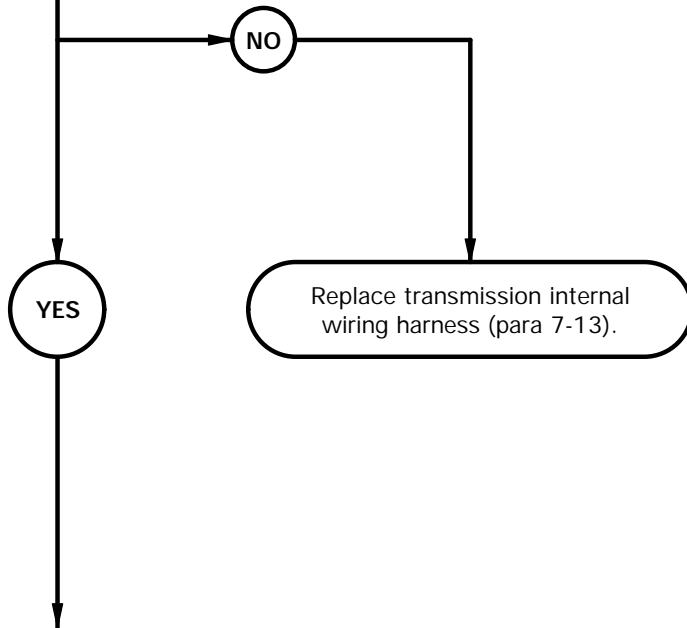 NO
YES
Replace transmission internal
wiring harness (para 7-13).